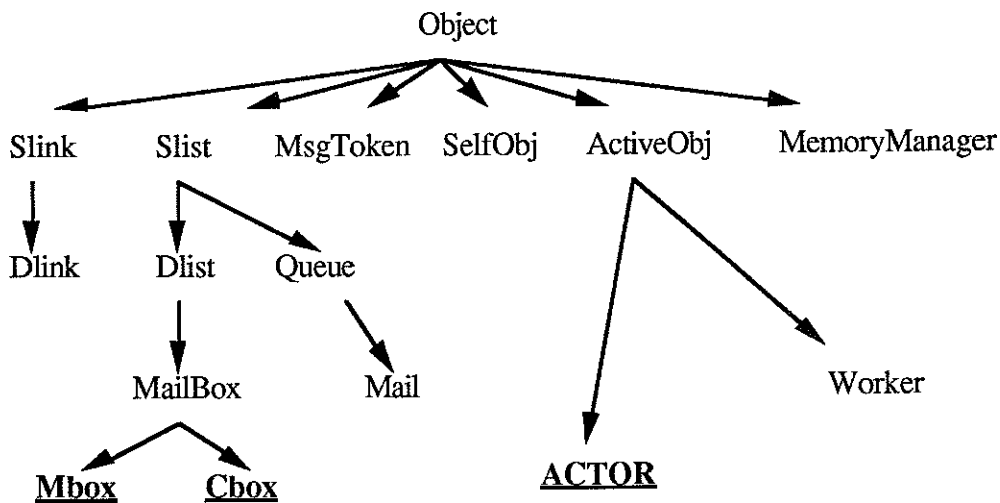 Object
Slink Slist MsgToken SelfObj ActiveObj MemoryManager
Dlink Dlist Queue
MailBox Mail Worker
Mbox Cbox ACTOR